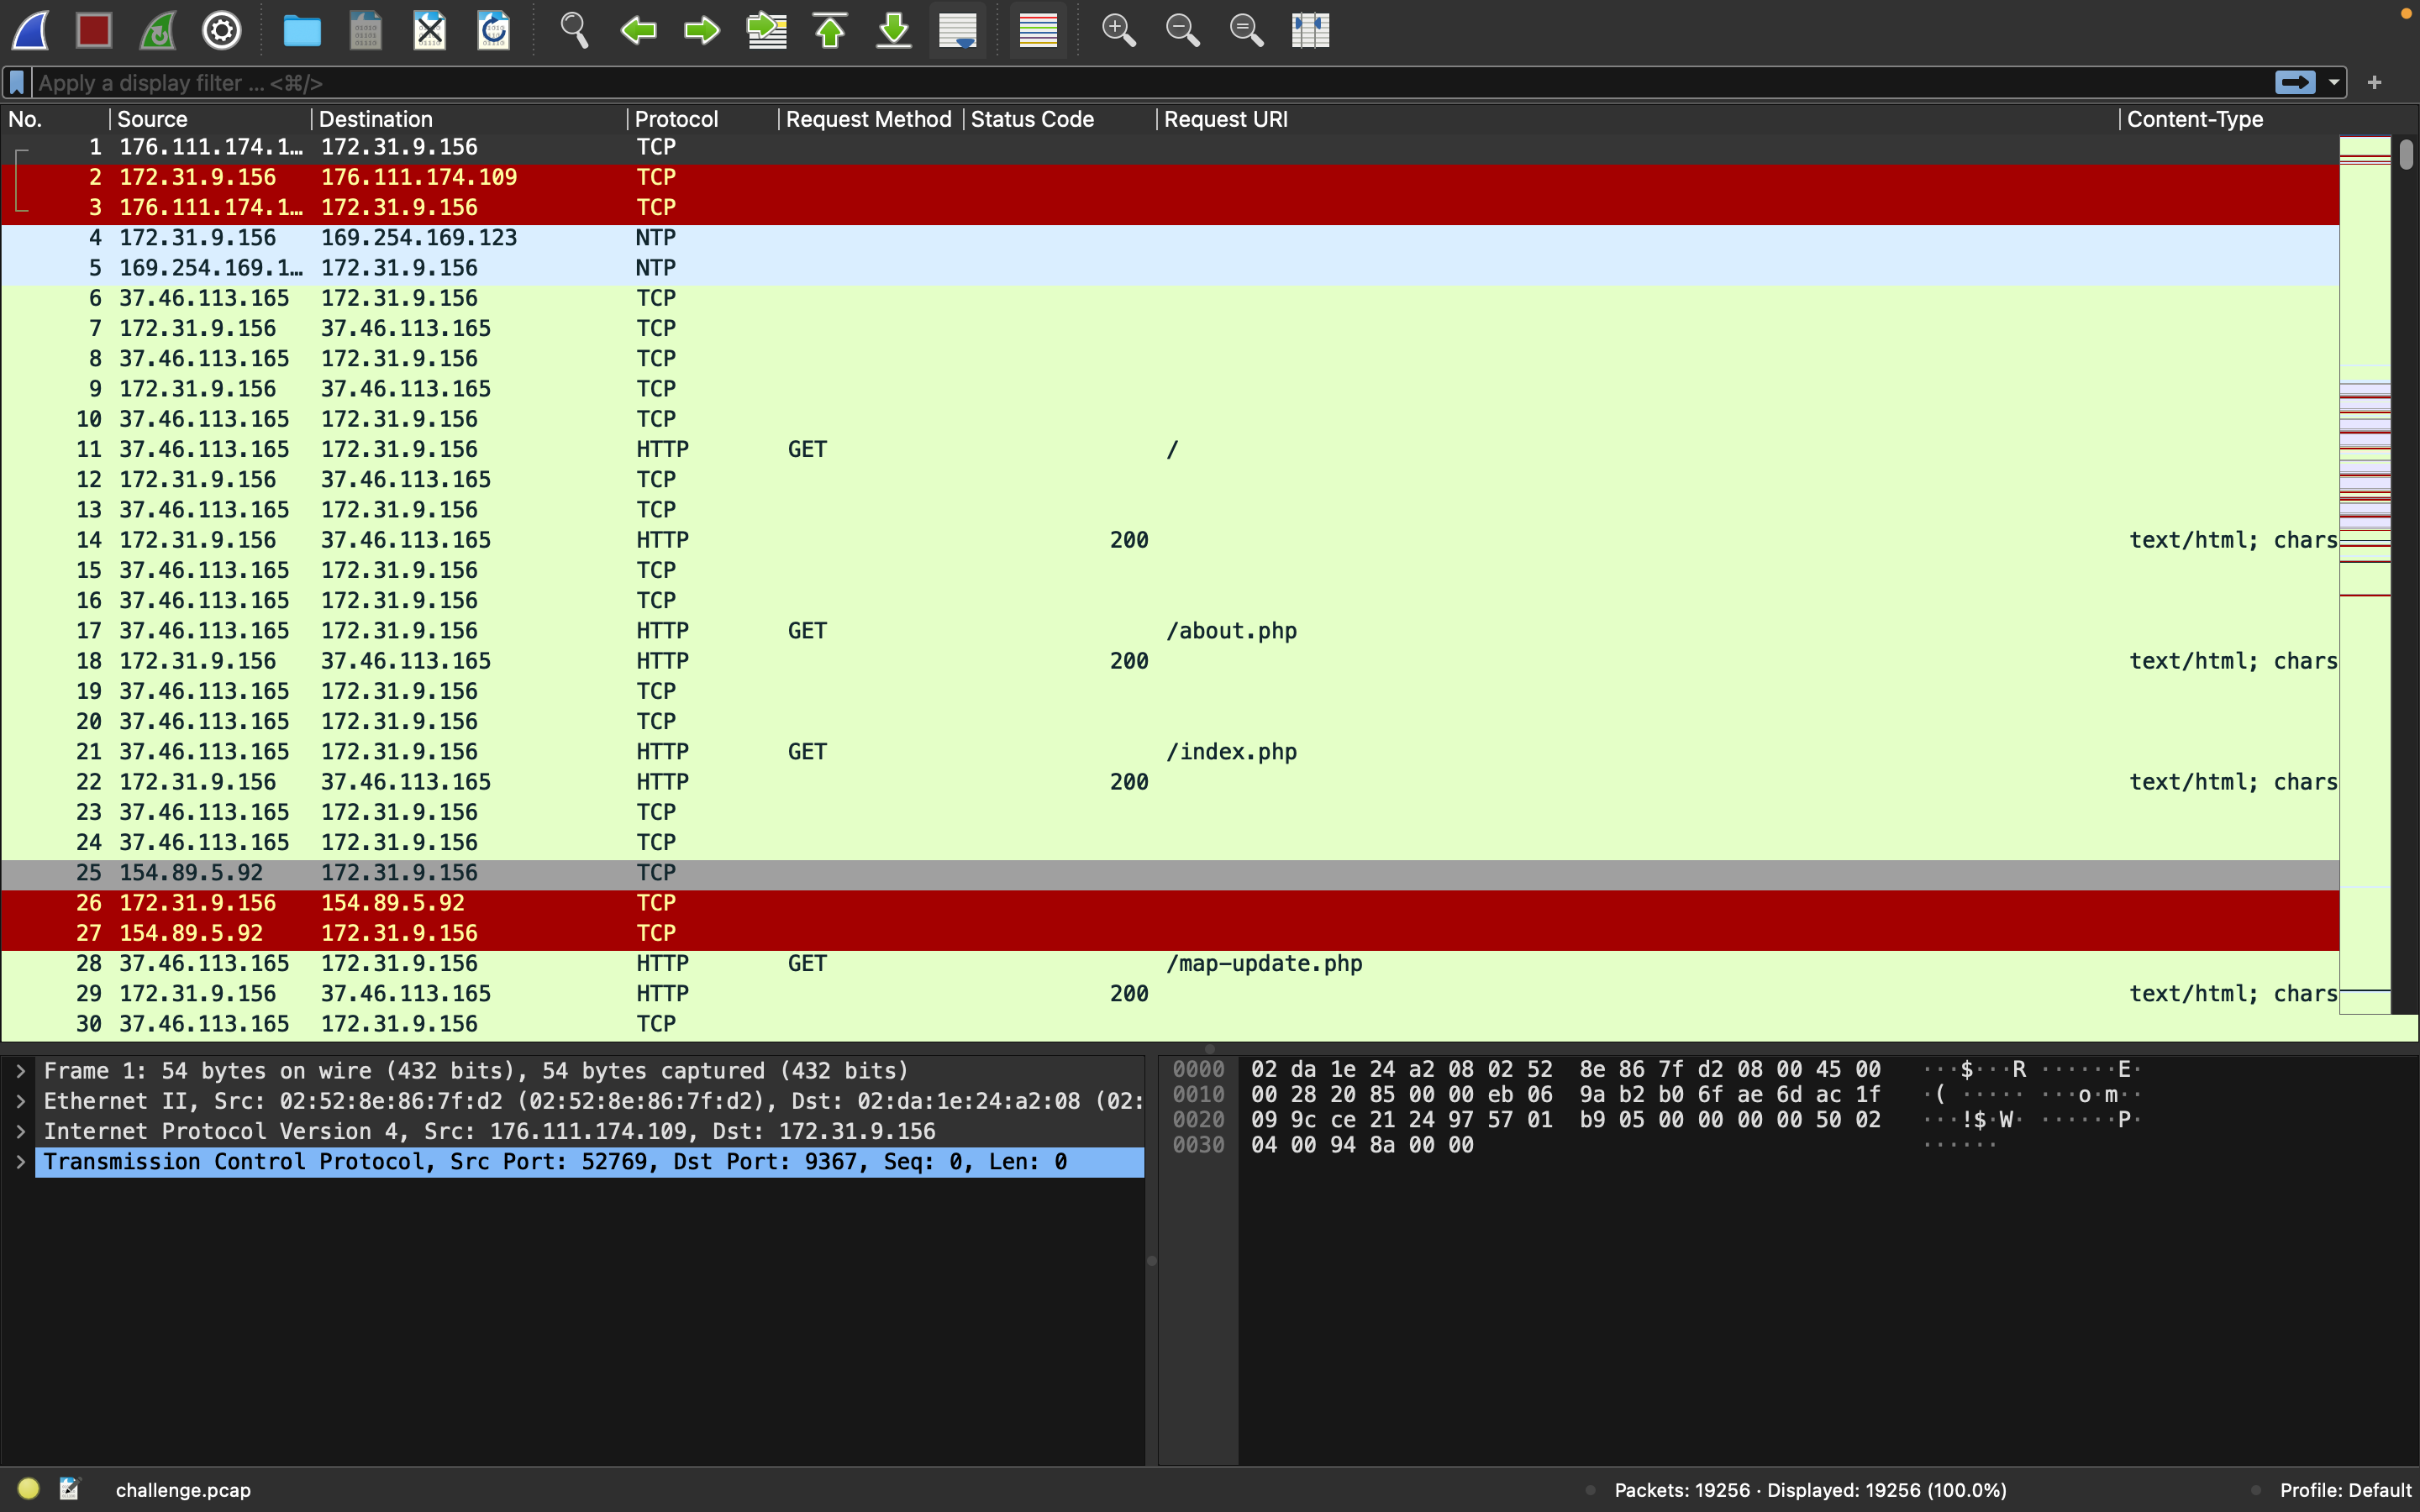 Apply a display filter ... <⌘/>
No. Source Destination Protocol Request Method Status Code Request URI Content-Type
1 176.111.174.1… 172.31.9.156 TCP
2 172.31.9.156 176.111.174.109 TCP
3 176.111.174.1… 172.31.9.156 TCP
4 172.31.9.156 169.254.169.123 NTP
5 169.254.169.1… 172.31.9.156 NTP
6 37.46.113.165 172.31.9.156 TCP
7 172.31.9.156 37.46.113.165 TCP
8 37.46.113.165 172.31.9.156 TCP
9 172.31.9.156 37.46.113.165 TCP
10 37.46.113.165 172.31.9.156 TCP
11 37.46.113.165 172.31.9.156 HTTP GET /
12 172.31.9.156 37.46.113.165 TCP
13 37.46.113.165 172.31.9.156 TCP
14 172.31.9.156 37.46.113.165 HTTP 200 text/html; chars
15 37.46.113.165 172.31.9.156 TCP
16 37.46.113.165 172.31.9.156 TCP
17 37.46.113.165 172.31.9.156 HTTP GET /about.php
18 172.31.9.156 37.46.113.165 HTTP 200 text/html; chars
19 37.46.113.165 172.31.9.156 TCP
20 37.46.113.165 172.31.9.156 TCP
21 37.46.113.165 172.31.9.156 HTTP GET /index.php
22 172.31.9.156 37.46.113.165 HTTP 200 text/html; chars
23 37.46.113.165 172.31.9.156 TCP
24 37.46.113.165 172.31.9.156 TCP
25 154.89.5.92 172.31.9.156 TCP
26 172.31.9.156 154.89.5.92 TCP
27 154.89.5.92 172.31.9.156 TCP
28 37.46.113.165 172.31.9.156 HTTP GET /map-update.php
29 172.31.9.156 37.46.113.165 HTTP 200 text/html; chars
30 37.46.113.165 172.31.9.156 TCP
Frame 1: 54 bytes on wire (432 bits), 54 bytes captured (432 bits)
Ethernet II, Src: 02:52:8e:86:7f:d2 (02:52:8e:86:7f:d2), Dst: 02:da:1e:24:a2:08 (02:
Internet Protocol Version 4, Src: 176.111.174.109, Dst: 172.31.9.156
Transmission Control Protocol, Src Port: 52769, Dst Port: 9367, Seq: 0, Len: 0
0000 02 da 1e 24 a2 08 02 52 8e 86 7f d2 08 00 45 00 ···$···R ······E·
0010 00 28 20 85 00 00 eb 06 9a b2 b0 6f ae 6d ac 1f ·( ····· ···o·m··
0020 09 9c ce 21 24 97 57 01 b9 05 00 00 00 00 50 02 ···!$·W· ······P·
0030 04 00 94 8a 00 00 ······
challenge.pcap
Packets: 19256 · Displayed: 19256 (100.0%)
Profile: Default